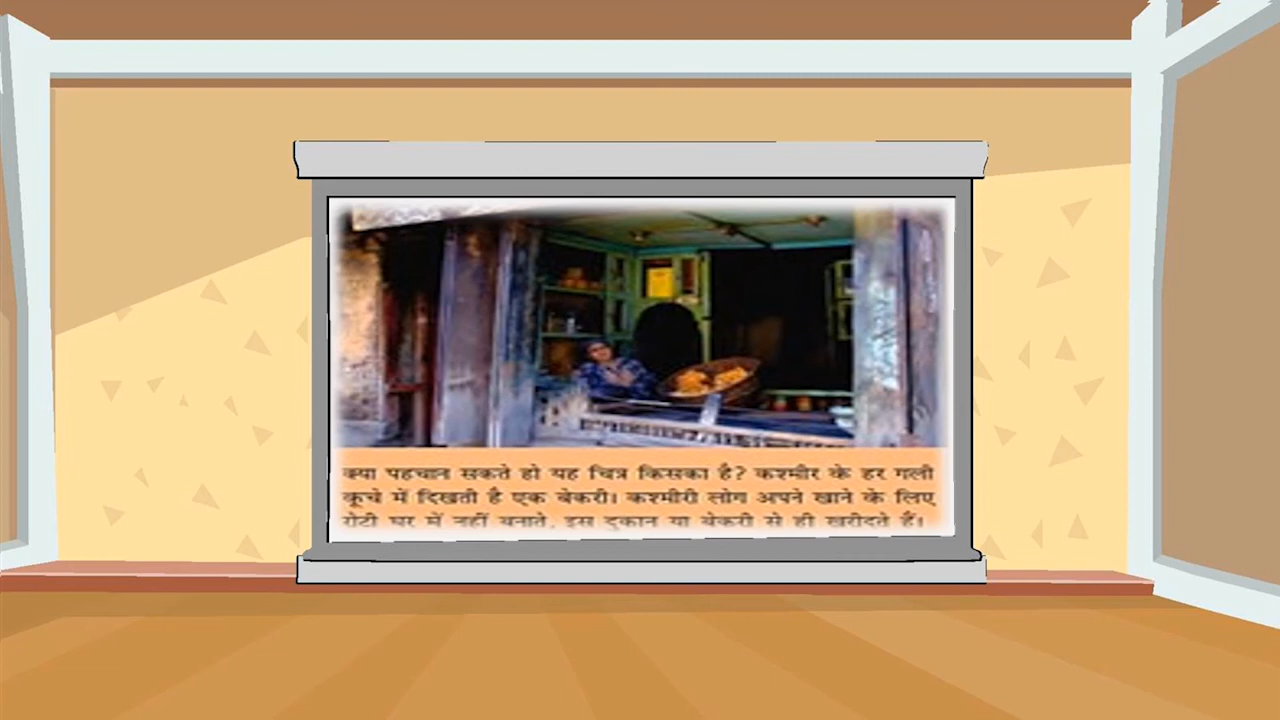 क्या पहचान सकते हो यह चित्र किसका है? कश्मीर के हर गली
कूचे में दिखती है एक बेकरी। कश्मीरी लोग अपने खाने के लिए
रोटी घर में नहीं बनाते, इस दुकान या बेकरी से ही खरीदते हैं।